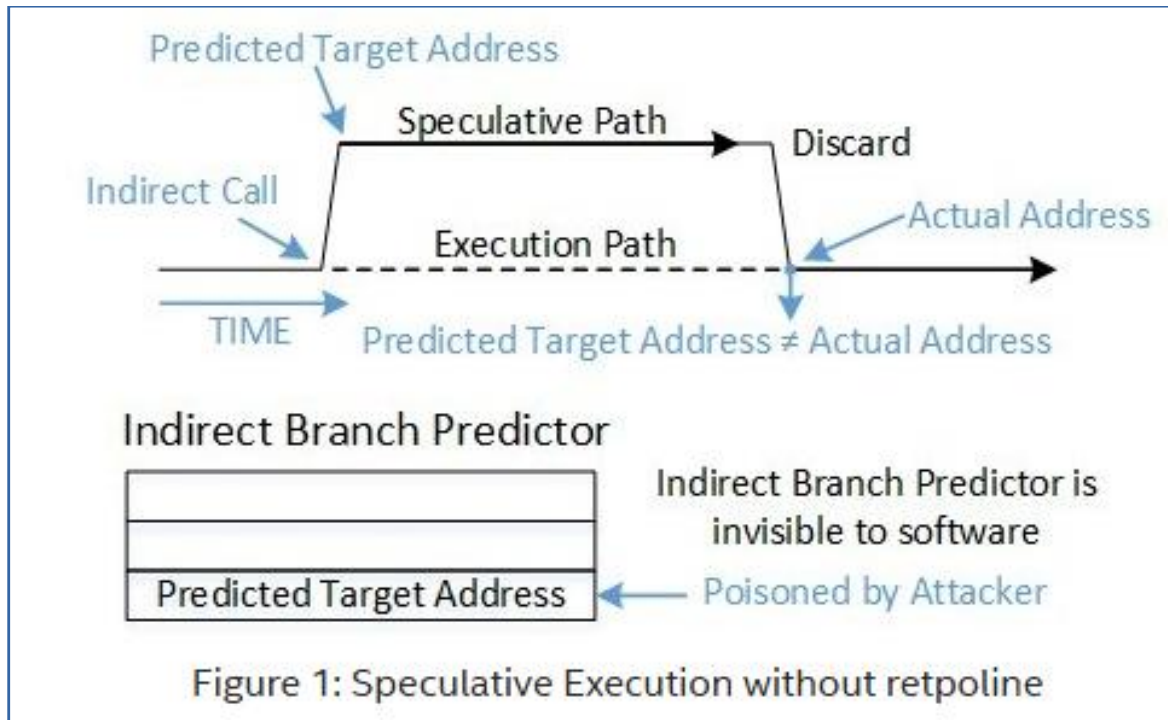 Predicted Target Address
Speculative Path
Discard
Indirect Call
Actual Address
Execution Path
TIME
Predicted Target Address ≠ Actual Address
Indirect Branch Predictor
Indirect Branch Predictor is
invisible to software
Predicted Target Address
Poisoned by Attacker
Figure 1: Speculative Execution without retpoline